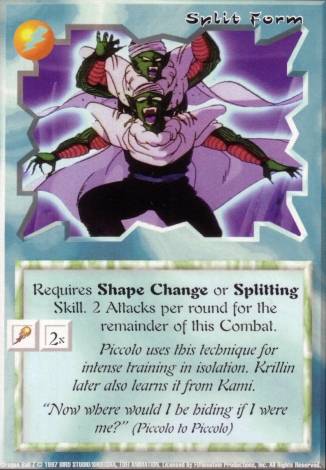 Split Form
Requires Shape Change or Splitting
Skill. 2 Attacks per round for the
remainder of this Combat.
2x
Piccolo uses this technique for
intense training in isolation. Krillin
later also learns it from Kami.
"Now where would I be hiding if I were
me?" (Piccolo to Piccolo)